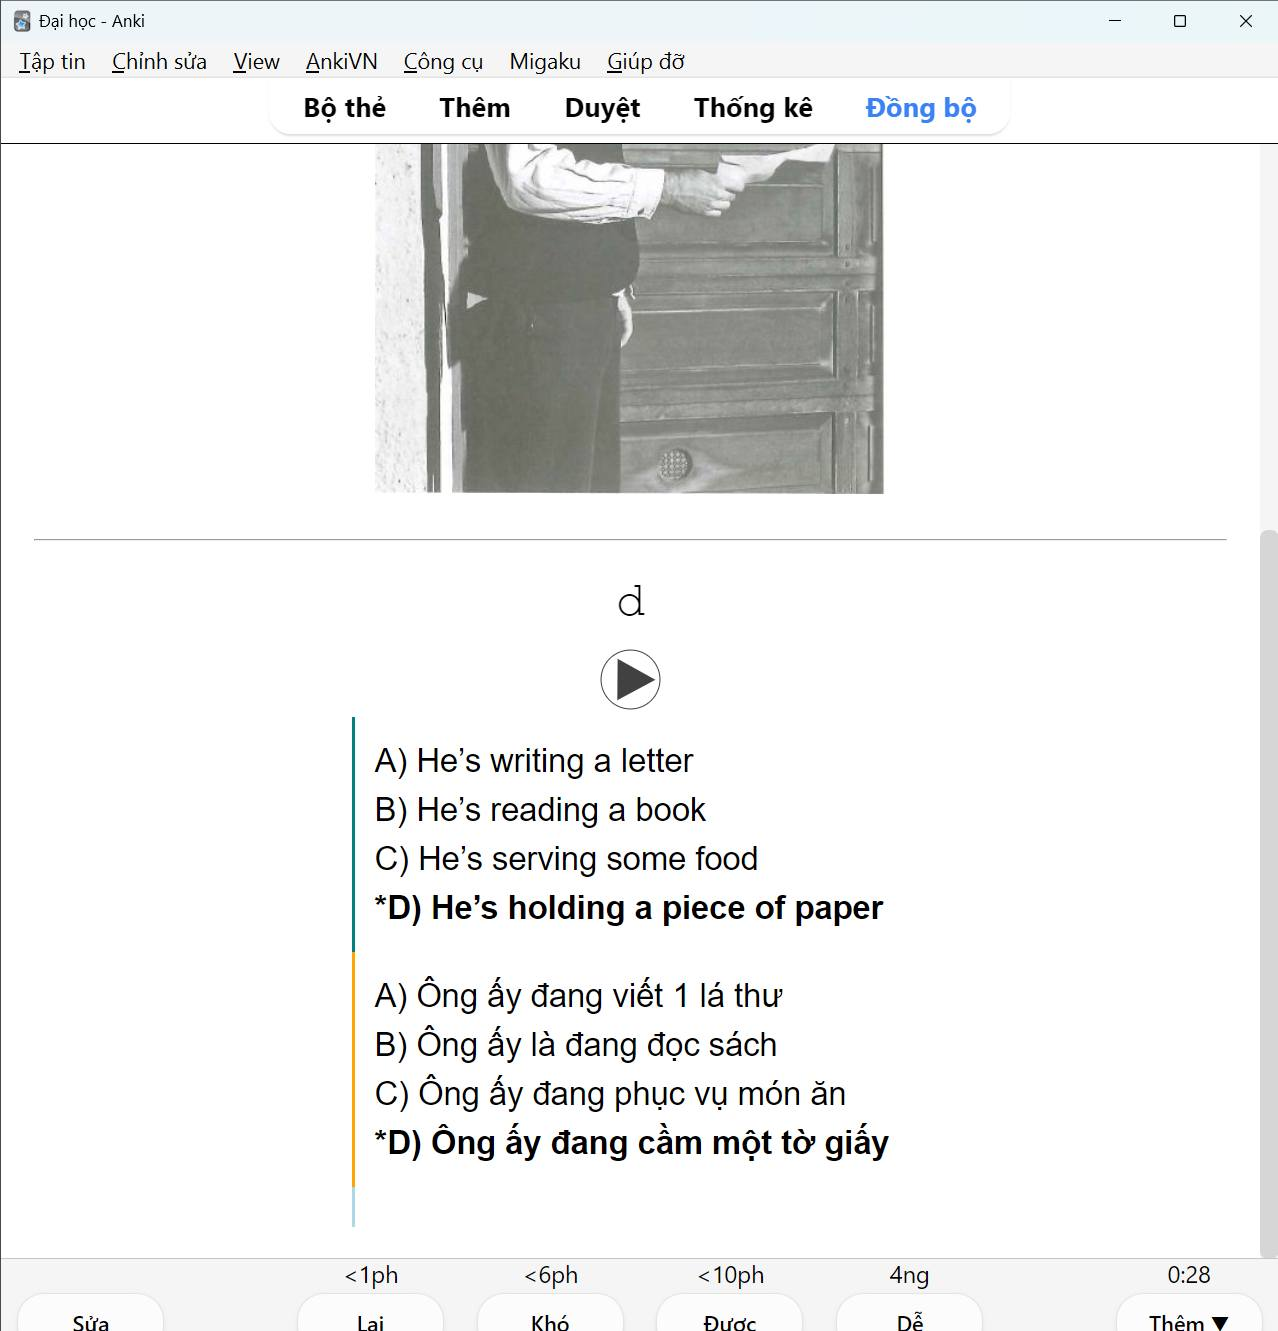 Đại học - Anki
Tập tin Chỉnh sửa View AnkiVN Công cụ Migaku Giúp đỡ
Bộ thẻ Thêm Duyệt Thống kê Đồng bộ
d
A) He’s writing a letter
B) He’s reading a book
C) He’s serving some food
*D) He’s holding a piece of paper
A) Ông ấy đang viết 1 lá thư
B) Ông ấy là đang đọc sách
C) Ông ấy đang phục vụ món ăn
*D) Ông ấy đang cầm một tờ giấy
<1ph <6ph <10ph 4ng 0:28
Sửa Lại Khó Được Dễ Thêm ▼